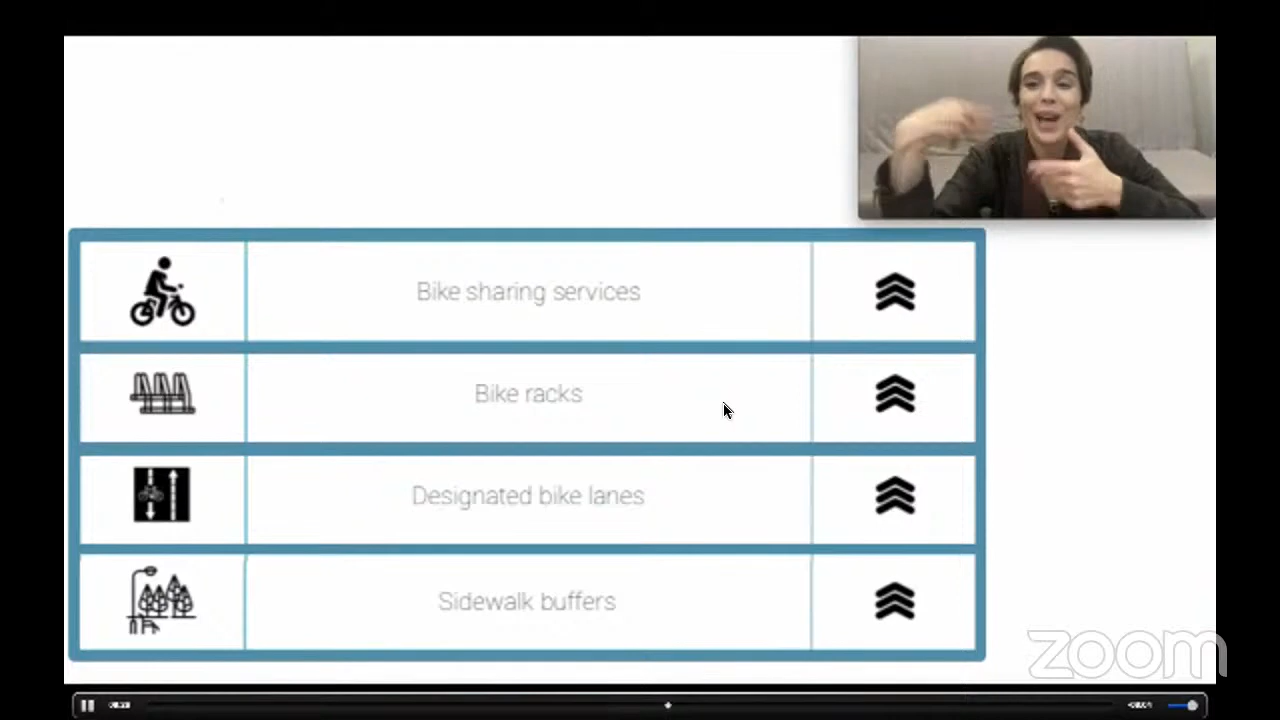 Bike sharing services
Bike racks
Designated bike lanes
Sidewalk buffers
zoom